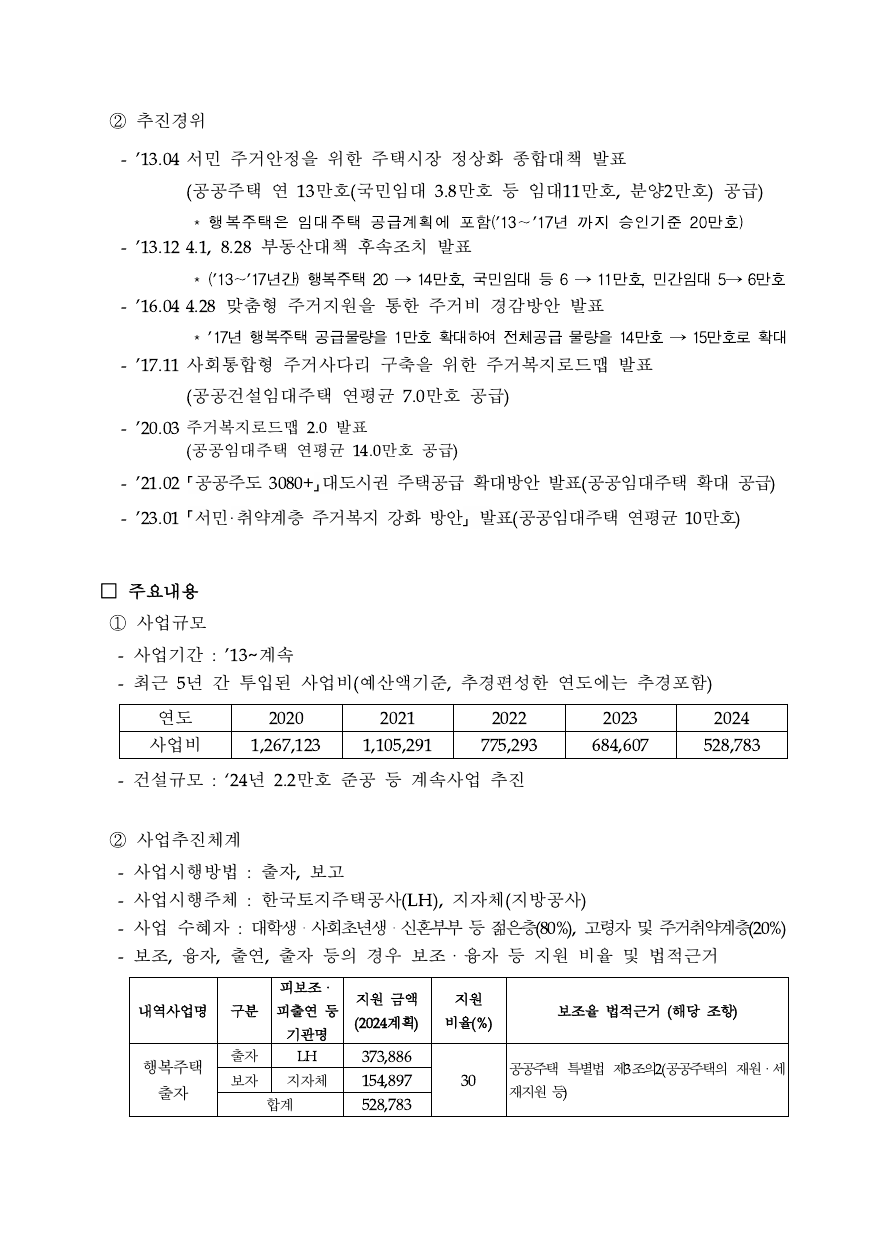 ② 추진경위
- ’13.04 서민 주거안정을 위한 주택시장 정상화 종합대책 발표
(공공주택 연 13만호(국민임대 3.8만호 등 임대11만호, 분양2만호) 공급)
* 행복주택은 임대주택 공급계획에 포함(’13~’17년 까지 승인기준 20만호)
- ’13.12 4.1, 8.28 부동산대책 후속조치 발표
* (’13~’17년간) 행복주택 20 → 14만호, 국민임대 등 6 → 11만호, 민간임대 5→ 6만호
- ’16.04 4.28 맞춤형 주거지원을 통한 주거비 경감방안 발표
* ’17년 행복주택 공급물량을 1만호 확대하여 전체공급 물량을 14만호 → 15만호로 확대
- ’17.11 사회통합형 주거사다리 구축을 위한 주거복지로드맵 발표
(공공건설임대주택 연평균 7.0만호 공급)
- ’20.03 주거복지로드맵 2.0 발표
(공공임대주택 연평균 14.0만호 공급)
- ’21.02 「공공주도 3080+」대도시권 주택공급 확대방안 발표(공공임대주택 확대 공급)
- ’23.01 「서민·취약계층 주거복지 강화 방안」 발표(공공임대주택 연평균 10만호)
□ 주요내용
① 사업규모
- 사업기간 : ’13~계속
- 최근 5년 간 투입된 사업비(예산액기준, 추경편성한 연도에는 추경포함)
연도 2020 2021 2022 2023 2024
사업비 1,267,123 1,105,291 775,293 684,607 528,783
- 건설규모 : ’24년 2.2만호 준공 등 계속사업 추진
② 사업추진체계
- 사업시행방법 : 출자, 보고
- 사업시행주체 : 한국토지주택공사(LH), 지자체(지방공사)
- 사업 수혜자 : 대학생·사회초년생·신혼부부 등 젊은층(80%), 고령자 및 주거취약계층(20%)
- 보조, 융자, 출연, 출자 등의 경우 보조·융자 등 지원 비율 및 법적근거
내역사업명 구분 피보조·피출연 등 기관명 지원 금액 (2024계획) 지원 비율(%) 보조율 법적근거 (해당 조항)
행복주택 출자 출자 LH 373,886 30 공공주택 특별법 제3조의2(공공주택의 재원·세
재지원 등)
보자 지자체 154,897
합계 528,783